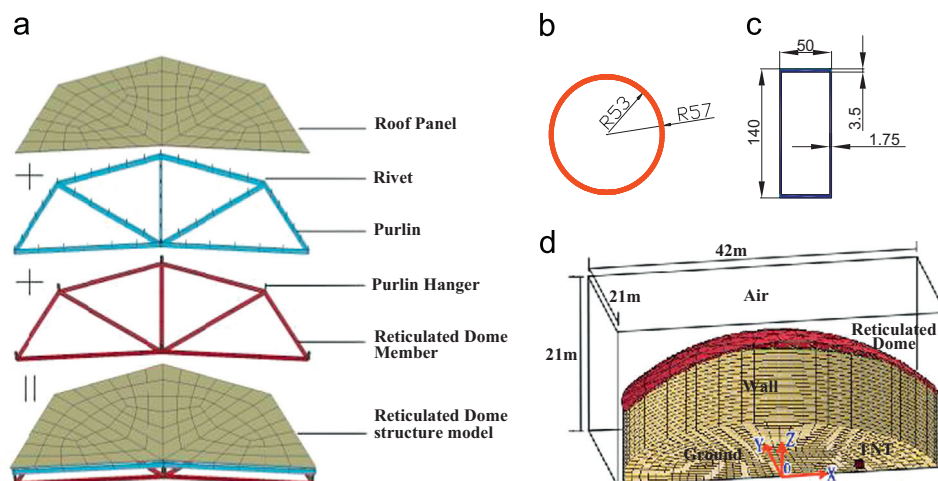 a
Roof Panel
Rivet
Purlin
Purlin Hanger
Reticulated Dome
Member
Reticulated Dome
structure model
b
R53
R57
c
50
140
3.5
1.75
d
42m
21m
Air
21m
Reticulated
Dome
Wall
Ground
Y
Z
TNT
0
X